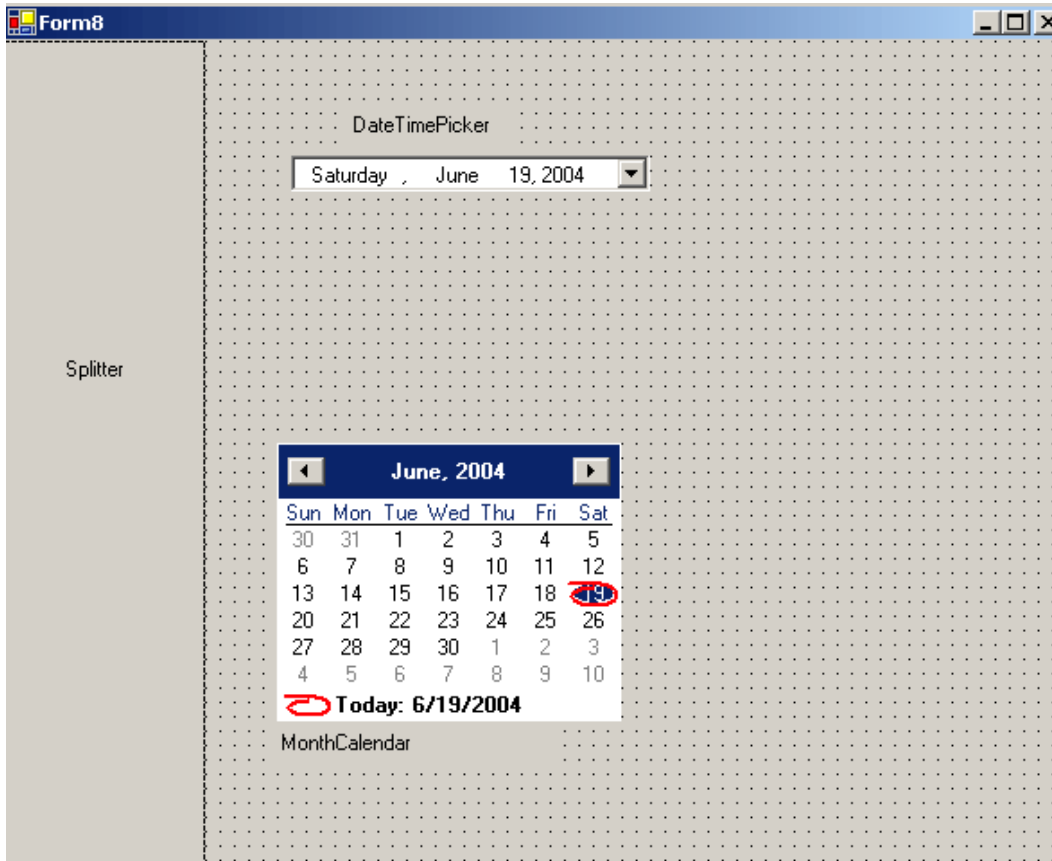 Form8
DateTimePicker
Saturday , June 19, 2004
Splitter
June, 2004
Sun Mon Tue Wed Thu Fri Sat
30 31 1 2 3 4 5
6 7 8 9 10 11 12
13 14 15 16 17 18 19
20 21 22 23 24 25 26
27 28 29 30 1 2 3
4 5 6 7 8 9 10
Today: 6/19/2004
MonthCalendar